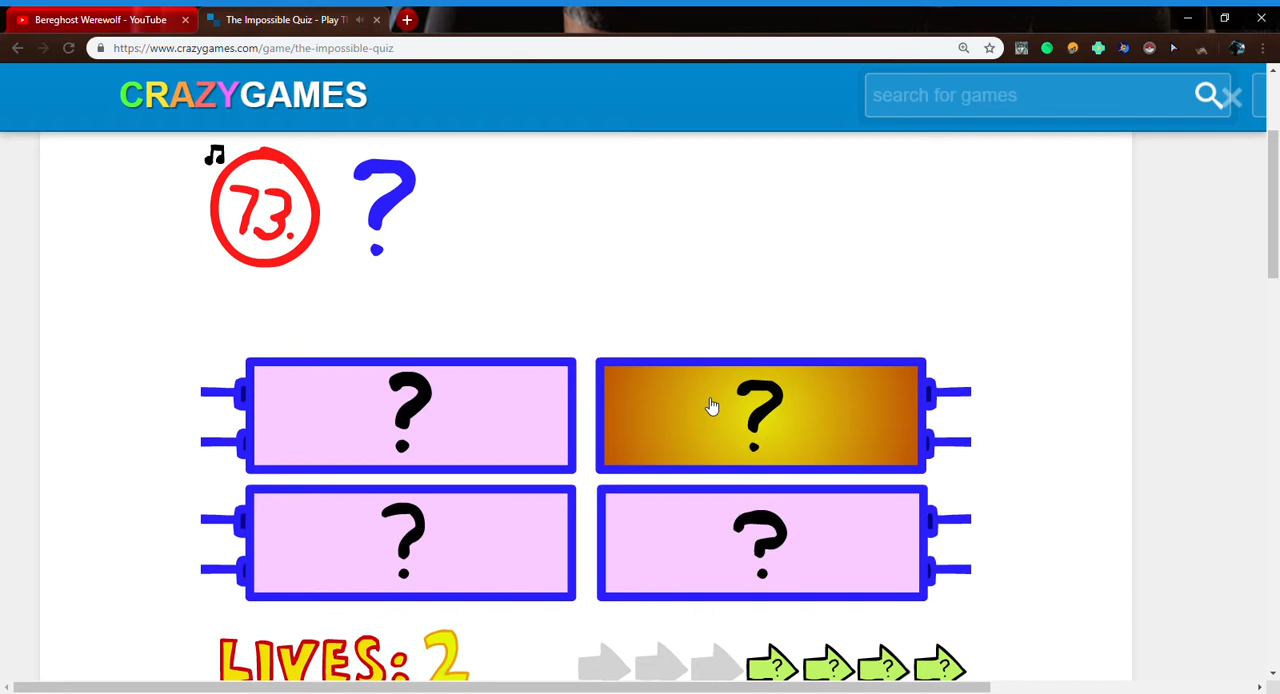 Bereghost Werewolf - YouTube
The Impossible Quiz - Play Th
https://www.crazygames.com/game/the-impossible-quiz
CRAZYGAMES
search for games
73. ?
? ?
? ?
LIVES: 2
? ? ? ?